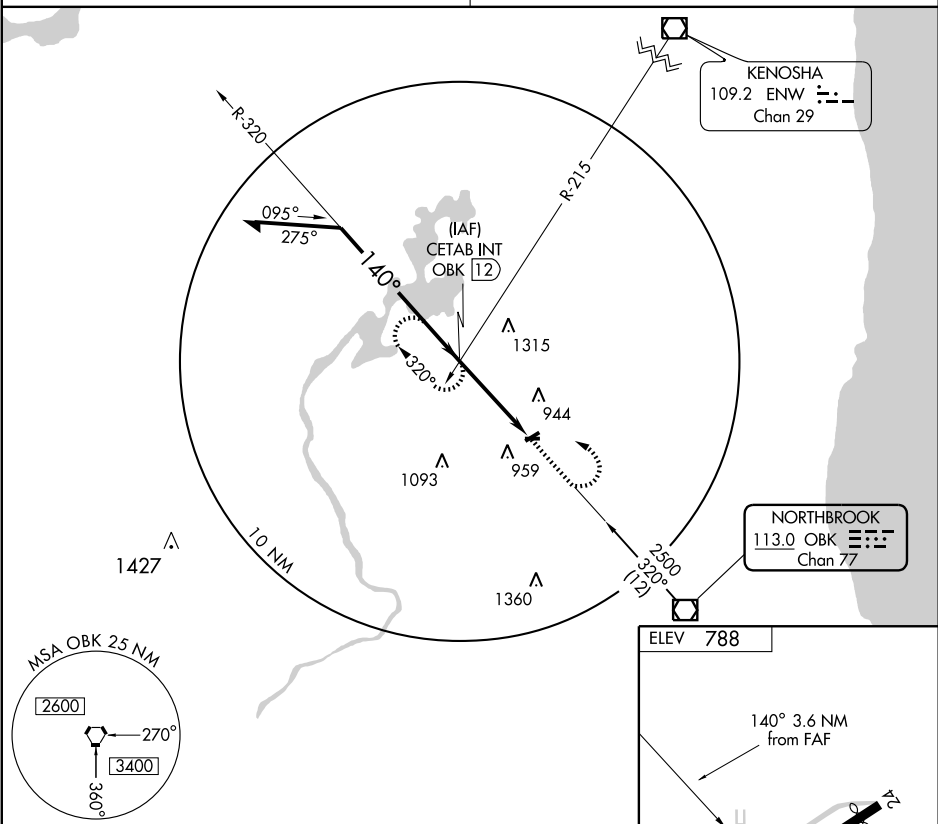 KENOSHA
109.2 ENW
Chan 29
R-320
R-215
095°
275°
(IAF)
CETAB INT
OBK 12
140°
1315
320°
944
1093
959
NORTHBROOK
113.0 OBK
Chan 77
10 NM
1427
2500
320°
(12)
1360
MSA OBK 25 NM
2600
270°
3400
360°
ELEV 788
140° 3.6 NM
from FAF
24